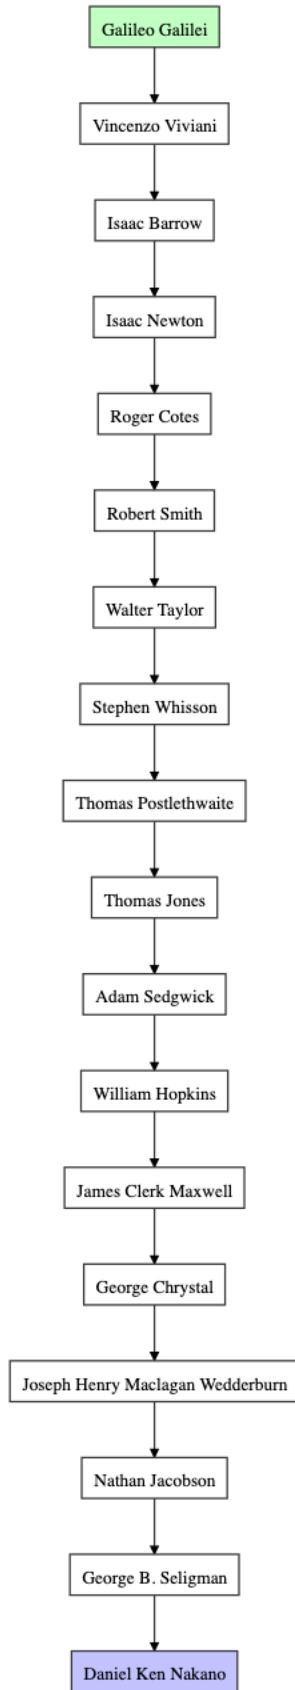 Galileo Galilei
Vincenzo Viviani
Isaac Barrow
Isaac Newton
Roger Cotes
Robert Smith
Walter Taylor
Stephen Whisson
Thomas Postlethwaite
Thomas Jones
Adam Sedgwick
William Hopkins
James Clerk Maxwell
George Chrystal
Joseph Henry Maclagan Wedderburn
Nathan Jacobson
George B. Seligman
Daniel Ken Nakano